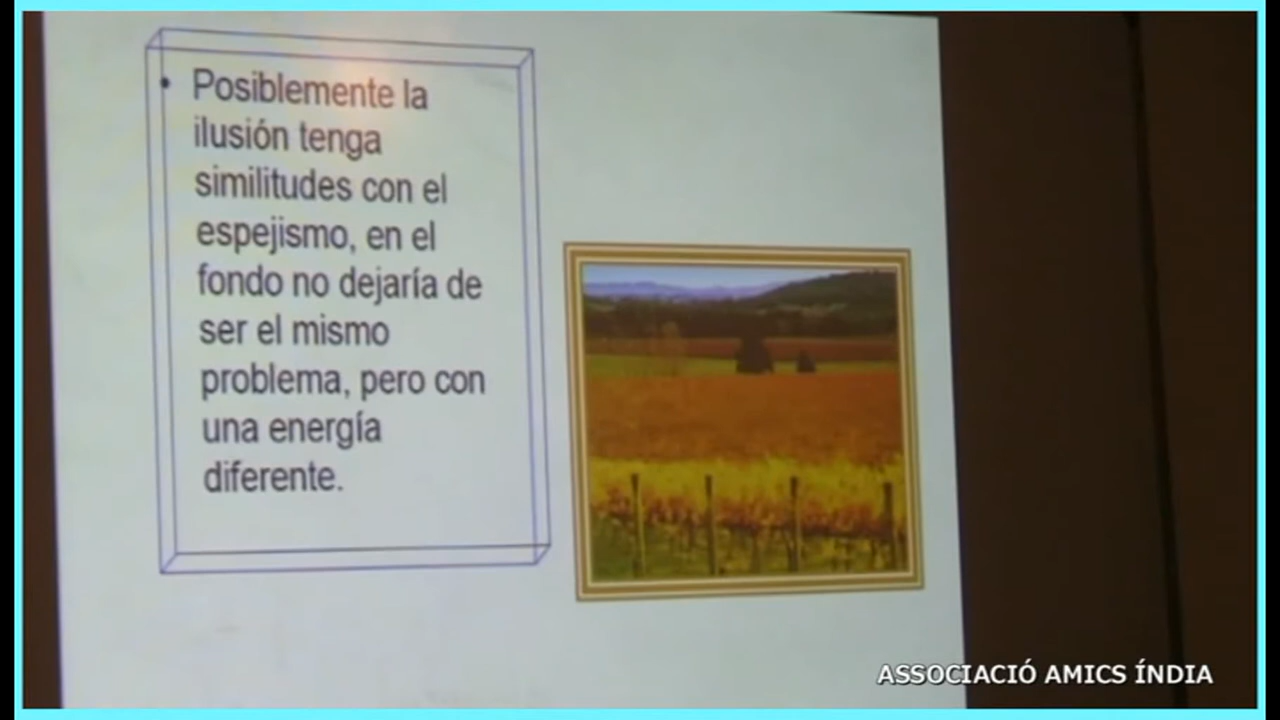 • Posiblemente la
ilusión tenga
similitudes con el
espejismo, en el
fondo no dejaría de
ser el mismo
problema, pero con
una energía
diferente.
ASSOCIACIÓ AMICS ÍNDIA